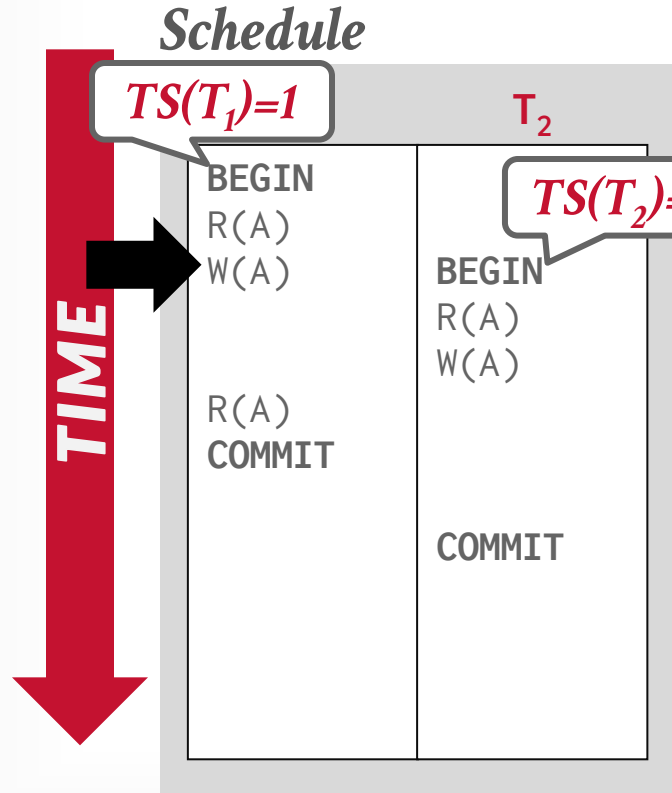 Schedule
TS(T1)=1
T2
BEGIN
TS(T2)=
R(A)
W(A)
BEGIN
R(A)
W(A)
R(A)
COMMIT
COMMIT
TIME